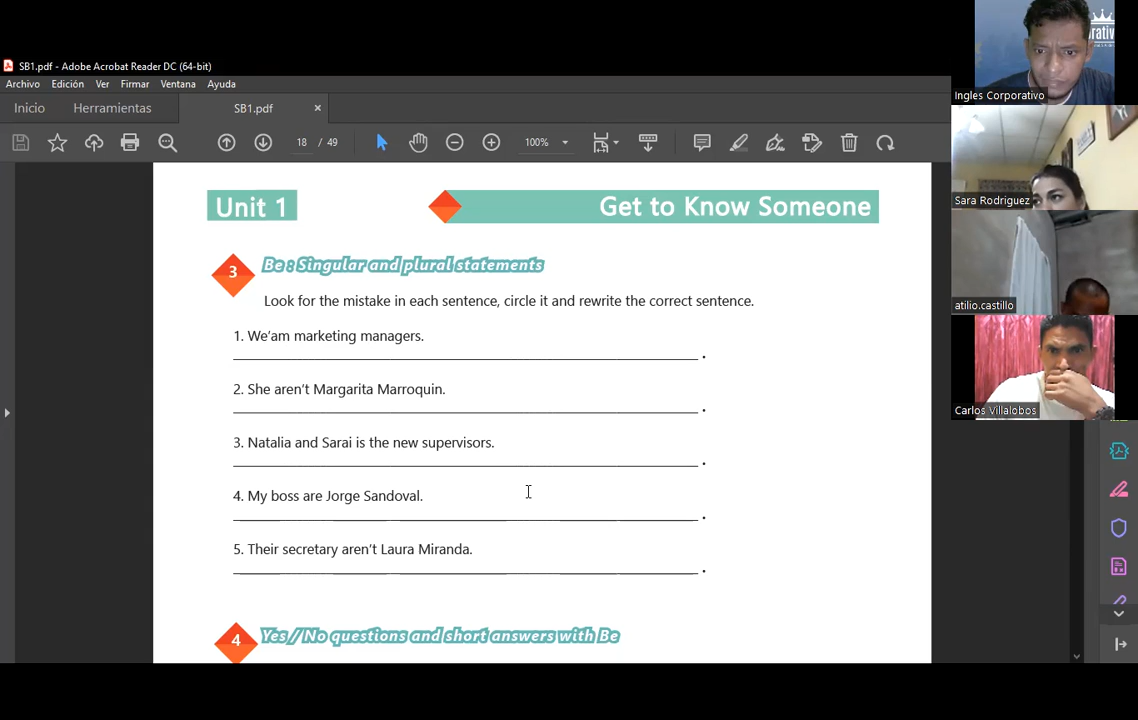 SB1.pdf - Adobe Acrobat Reader DC (64-bit)
Archivo Edición Ver Firmar Ventana Ayuda
Inicio Herramientas SB1.pdf ×
18 / 49 100%
Unit 1 Get to Know Someone
3 Be : Singular and plural statements
Look for the mistake in each sentence, circle it and rewrite the correct sentence.
1. We'am marketing managers.
2. She aren't Margarita Marroquin.
3. Natalia and Sarai is the new supervisors.
4. My boss are Jorge Sandoval.
5. Their secretary aren't Laura Miranda.
4 Yes / No questions and short answers with Be
Ingles Corporativo
Sara Rodriguez
atilio.castillo
Carlos Villalobos